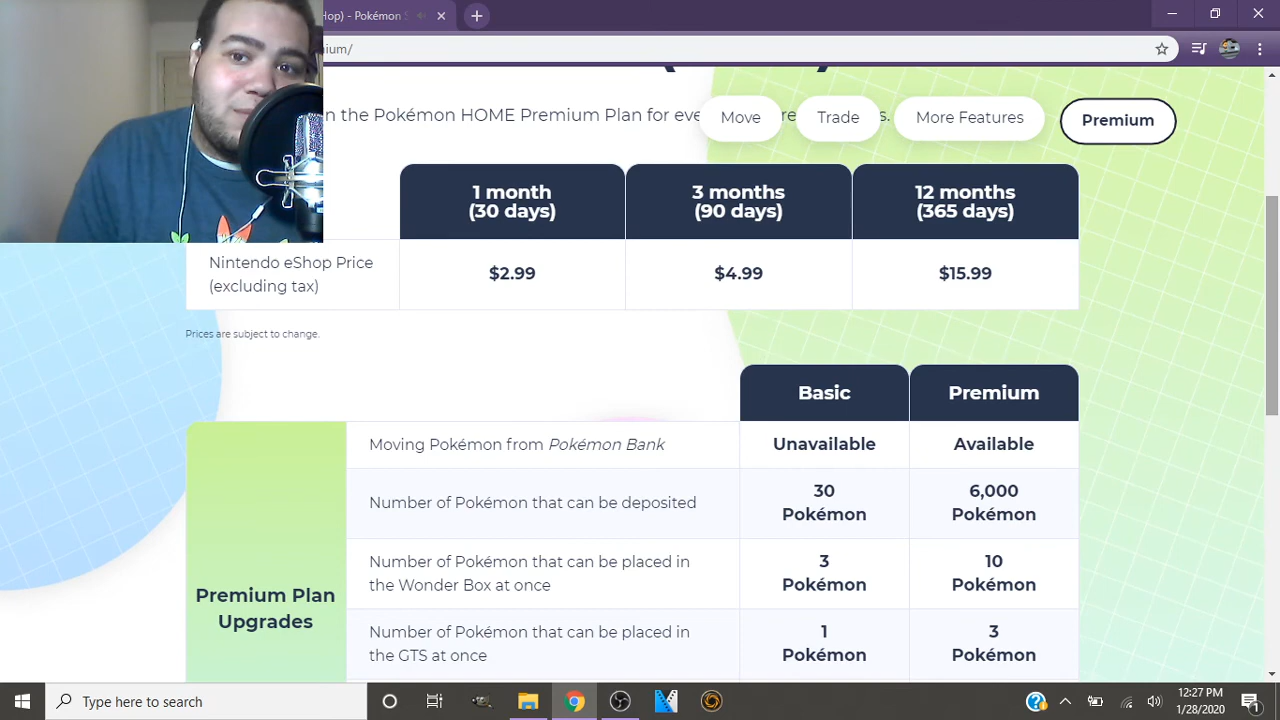 Hop) - Pokémon
ium/
n the Pokémon HOME Premium Plan for
Move
Trade
More Features
Premium
1 month
(30 days)
3 months
(90 days)
12 months
(365 days)
Nintendo eShop Price
(excluding tax)
$2.99
$4.99
$15.99
Prices are subject to change.
Basic
Premium
Moving Pokémon from Pokémon Bank
Unavailable
Available
Number of Pokémon that can be deposited
30
Pokémon
6,000
Pokémon
Number of Pokémon that can be placed in
the Wonder Box at once
3
Pokémon
10
Pokémon
Premium Plan
Upgrades
Number of Pokémon that can be placed in
the GTS at once
1
Pokémon
3
Pokémon
Type here to search
12:27 PM
1/28/2020